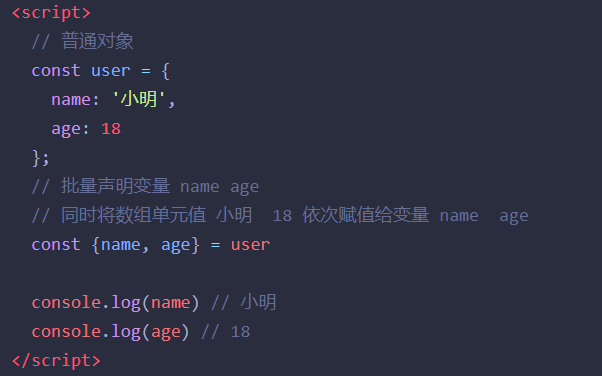 <script>
  // 普通对象
  const user = {
    name: '小明',
    age: 18
  };
  // 批量声明变量 name age
  // 同时将数组单元值 小明  18 依次赋值给变量 name  age
  const {name, age} = user

  console.log(name) // 小明
  console.log(age) // 18
</script>